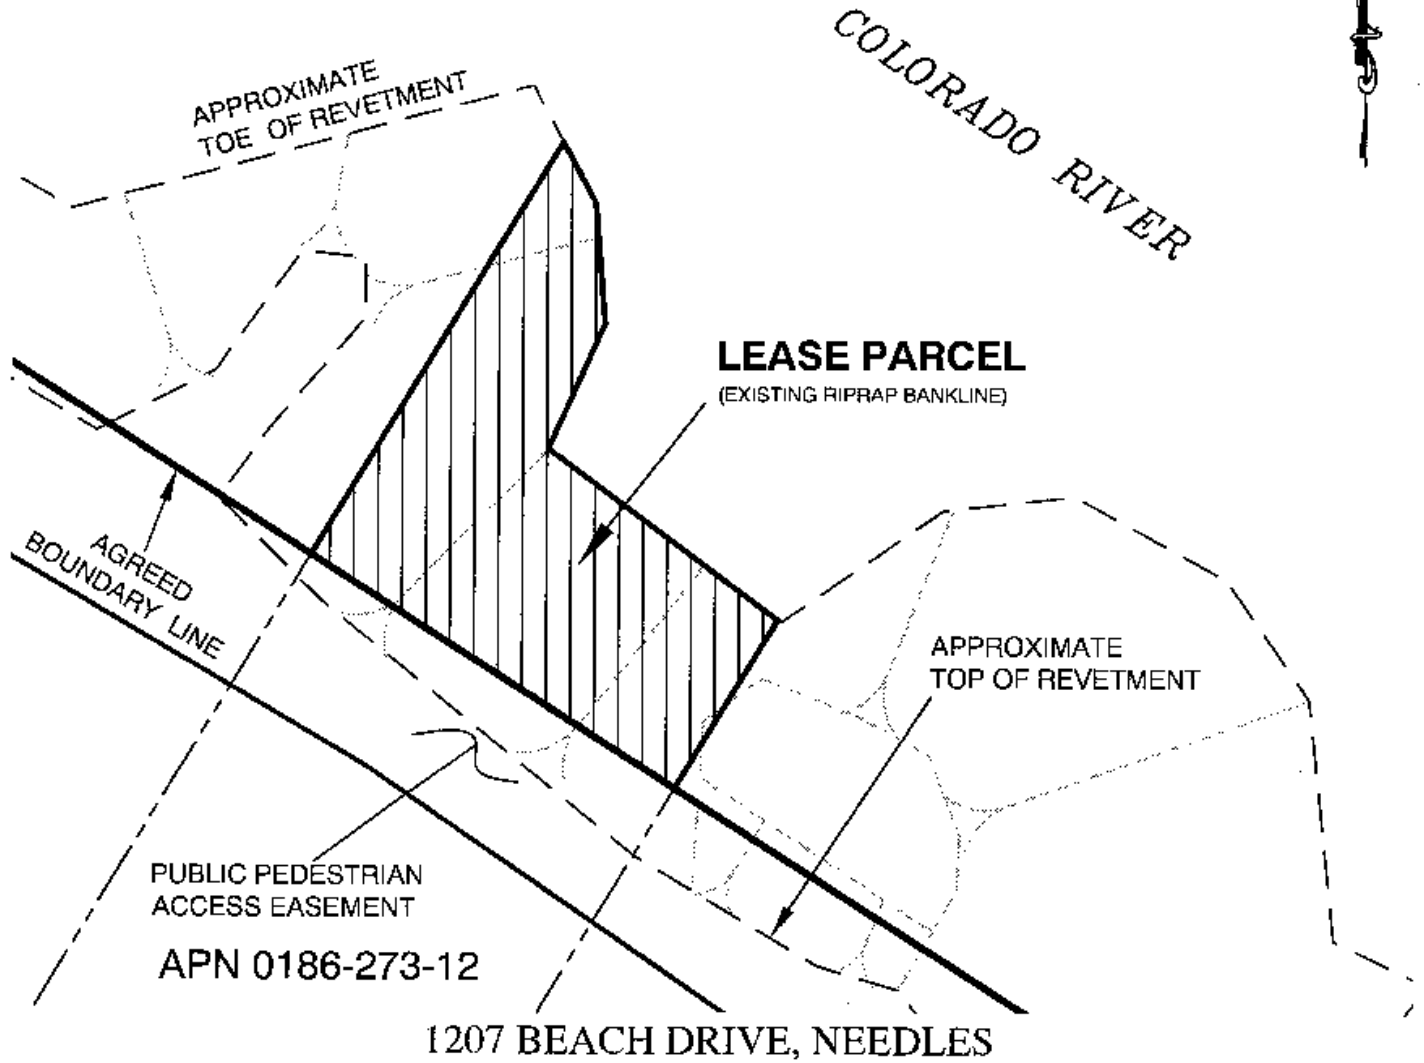 COLORADO RIVER
APPROXIMATE
TOE OF REVETMENT
LEASE PARCEL
(EXISTING RIPRAP BANKLINE)
AGREED
BOUNDARY LINE
APPROXIMATE
TOP OF REVETMENT
PUBLIC PEDESTRIAN
ACCESS EASEMENT
APN 0186-273-12
1207 BEACH DRIVE, NEEDLES